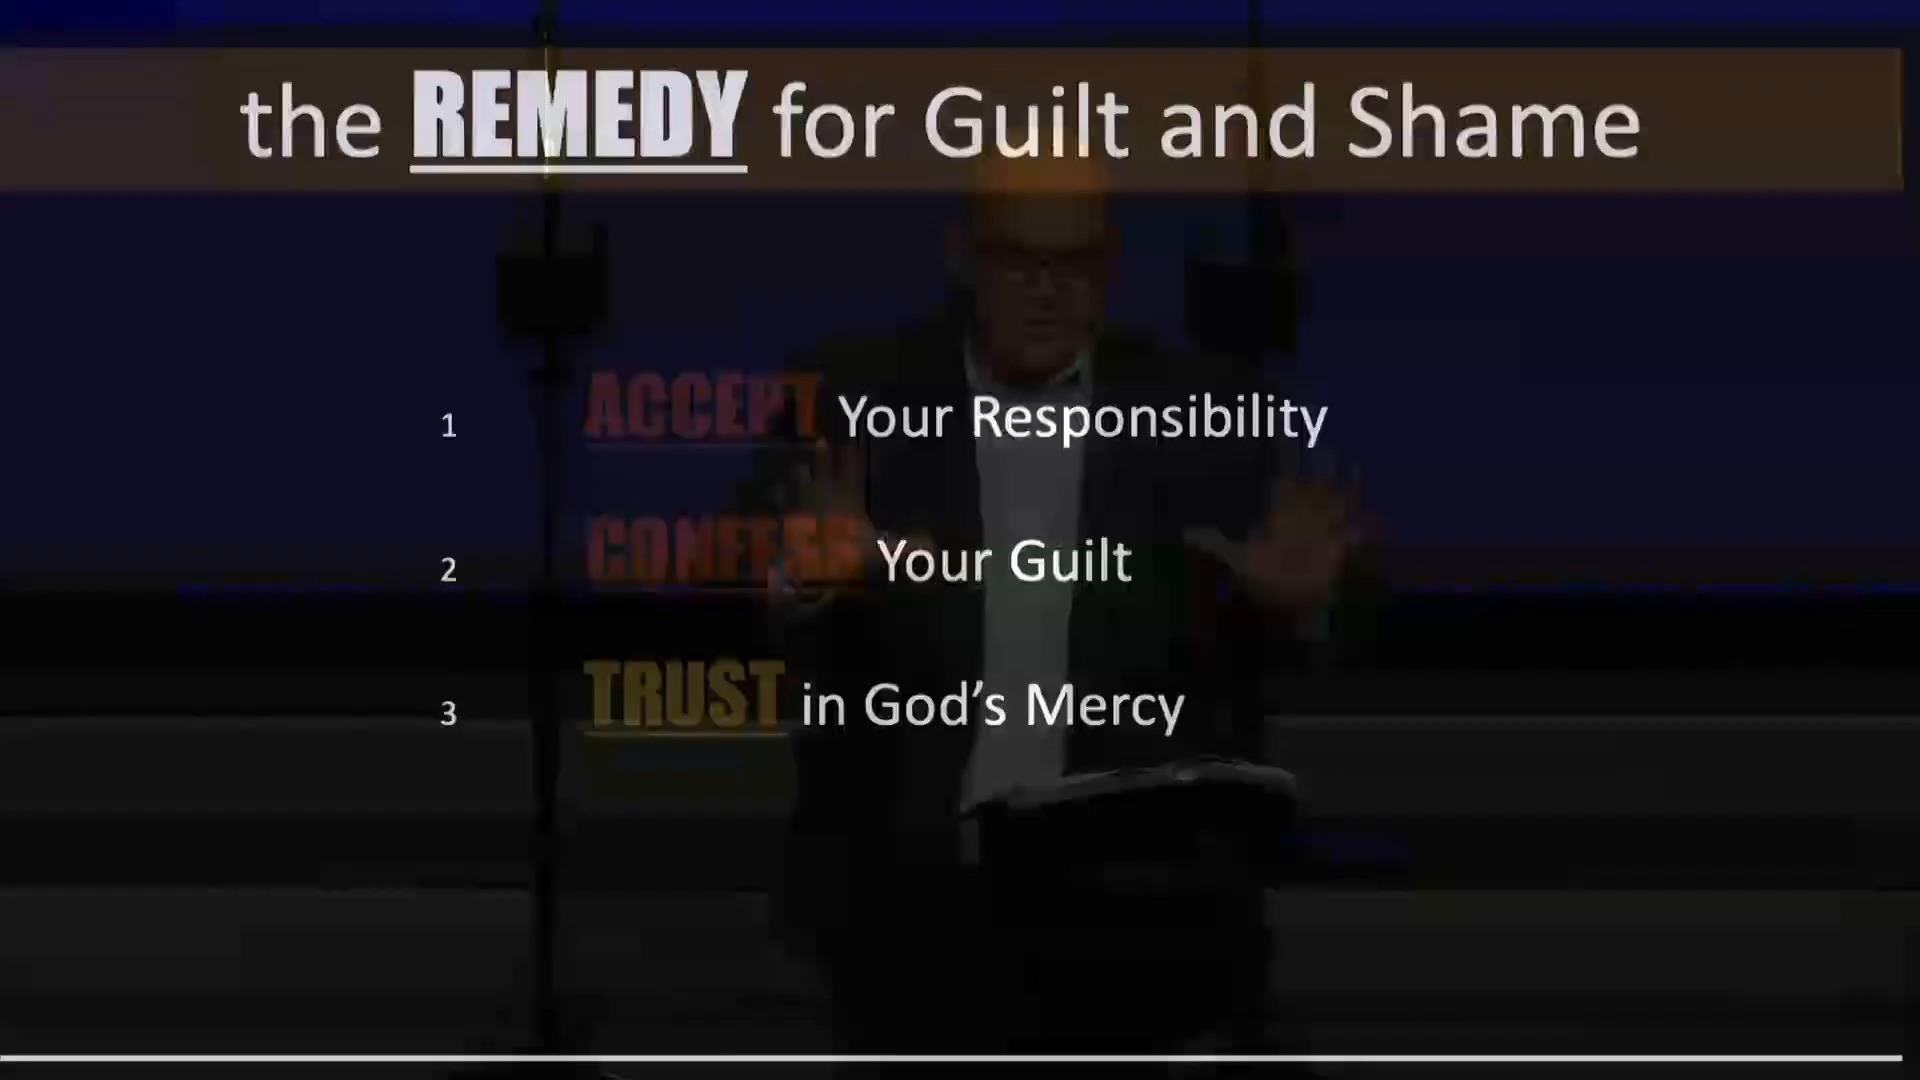 the REMEDY for Guilt and Shame
1 ACCEPT Your Responsibility
2 CONFESS Your Guilt
3 TRUST in God’s Mercy